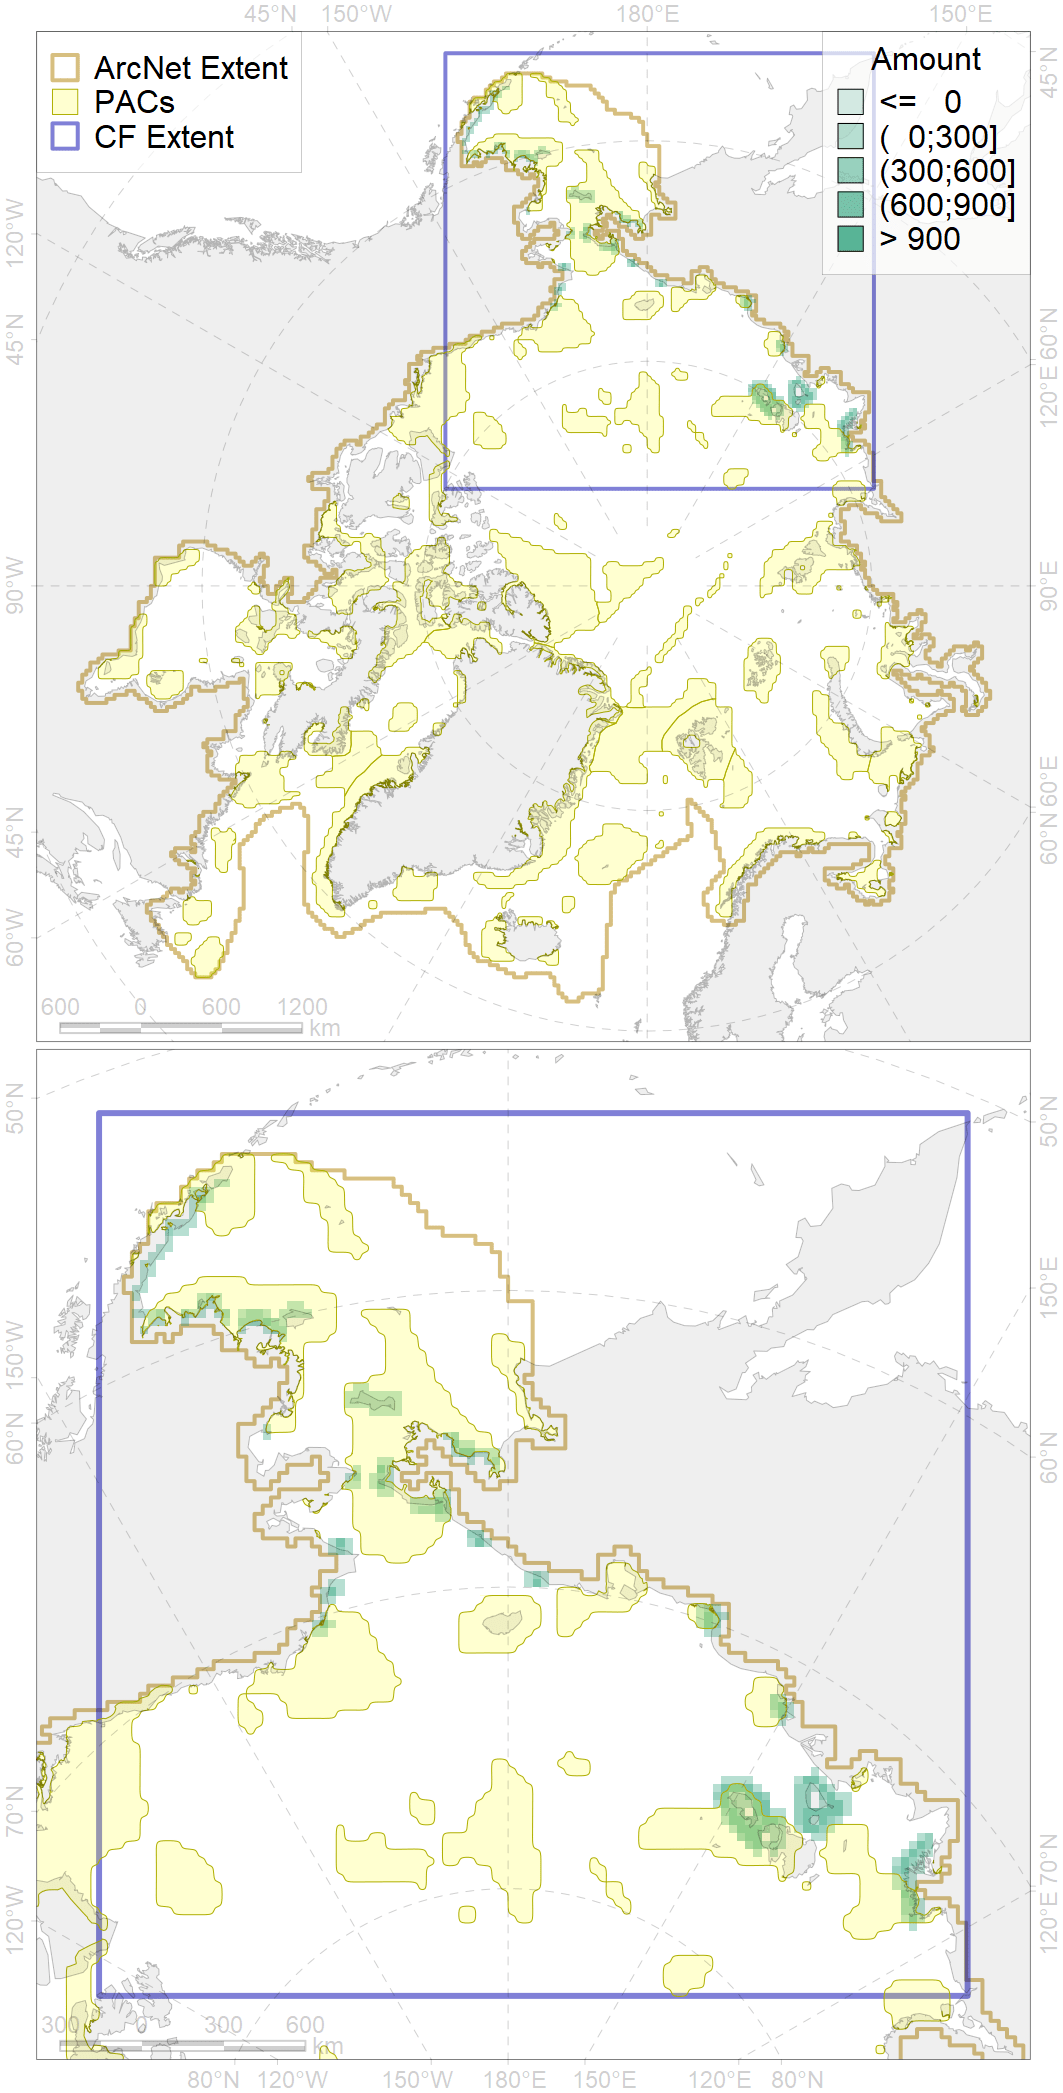 45°N 150°W 180°E 150°E
ArcNet Extent
PACs
CF Extent
Amount
<= 0
( 0;300]
(300;600]
(600;900]
> 900
120°W
45°N
90°W
45°N
60°W
45°N
60°N
120°E
90°E
60°E
60°N
600 0 600 1200
km
50°N
150°W
60°N
70°N
120°W
50°N
150°E
60°N
70°N
120°E
300 0 300 600
km
80°N 120°W 150°W 180°E 150°E 120°E 80°N